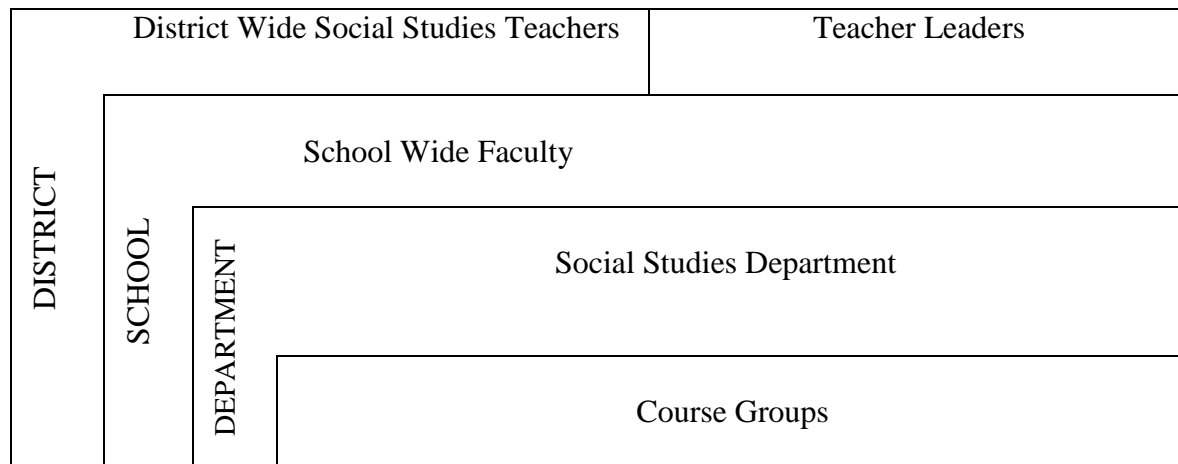 District Wide Social Studies Teachers
Teacher Leaders
DISTRICT
School Wide Faculty
SCHOOL
Social Studies Department
DEPARTMENT
Course Groups